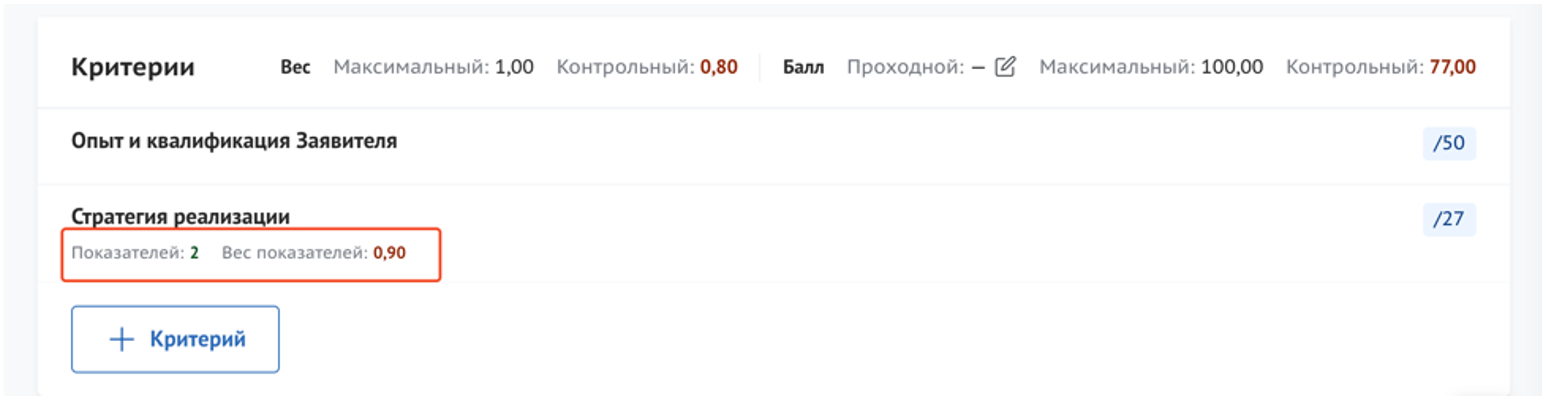 Критерии Вес Максимальный: 1,00 Контрольный: 0,80 Балл Проходной: — Максимальный: 100,00 Контрольный: 77,00
Опыт и квалификация Заявителя /50
Стратегия реализации /27
Показателей: 2 Вес показателей: 0,90
+ Критерий